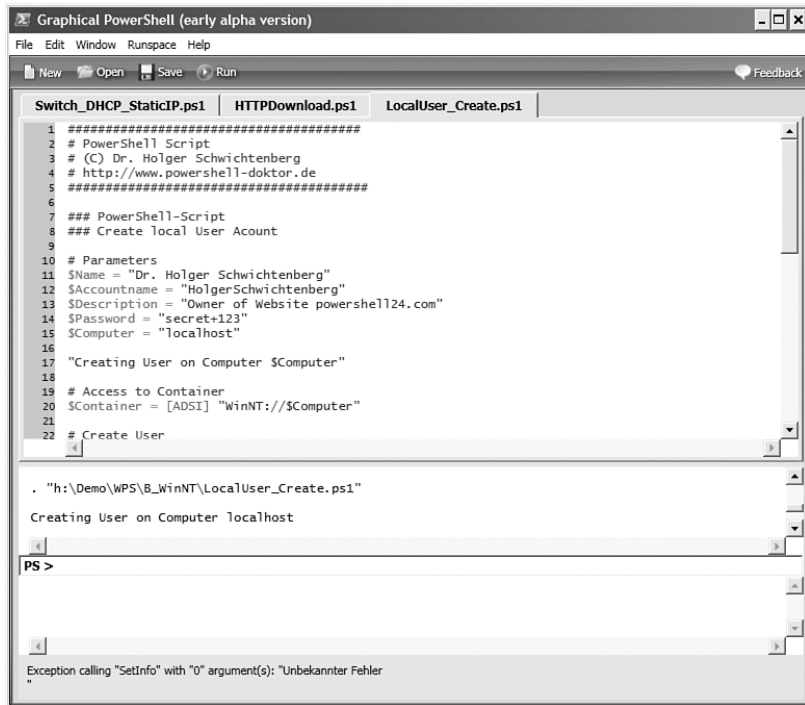 Graphical PowerShell (early alpha version)
File Edit Window Runspace Help
New Open Save Run Feedback
Switch_DHCP_StaticIP.ps1 HTTPDownload.ps1 LocalUser_Create.ps1
1 #######################################
2 # PowerShell Script
3 # (C) Dr. Holger Schwichtenberg
4 # http://www.powershell-doktor.de
5 ########################################
6
7 ### PowerShell-Script
8 ### Create local User Acount
9
10 # Parameters
11 $Name = "Dr. Holger Schwichtenberg"
12 $Accountname = "HolgerSchwichtenberg"
13 $Description = "Owner of Website powershell24.com"
14 $Password = "secret+123"
15 $Computer = "localhost"
16
17 "Creating User on Computer $Computer"
18
19 # Access to Container
20 $Container = [ADSI] "WinNT://$Computer"
21
22 # Create User
. "h:\Demo\WPS\B_WinNT\LocalUser_Create.ps1"
Creating User on Computer localhost
PS >
Exception calling "SetInfo" with "0" argument(s): "Unbekannter Fehler
"